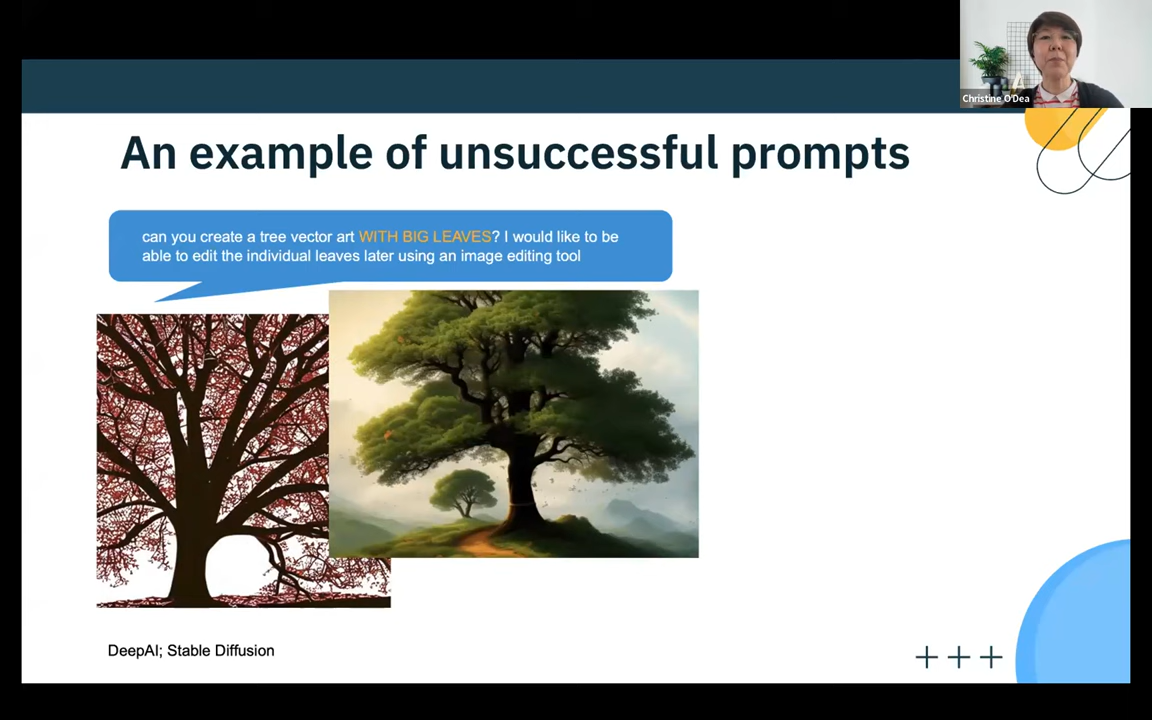 Christine O'Dea
An example of unsuccessful prompts
can you create a tree vector art WITH BIG LEAVES? I would like to be
able to edit the individual leaves later using an image editing tool
DeepAI; Stable Diffusion